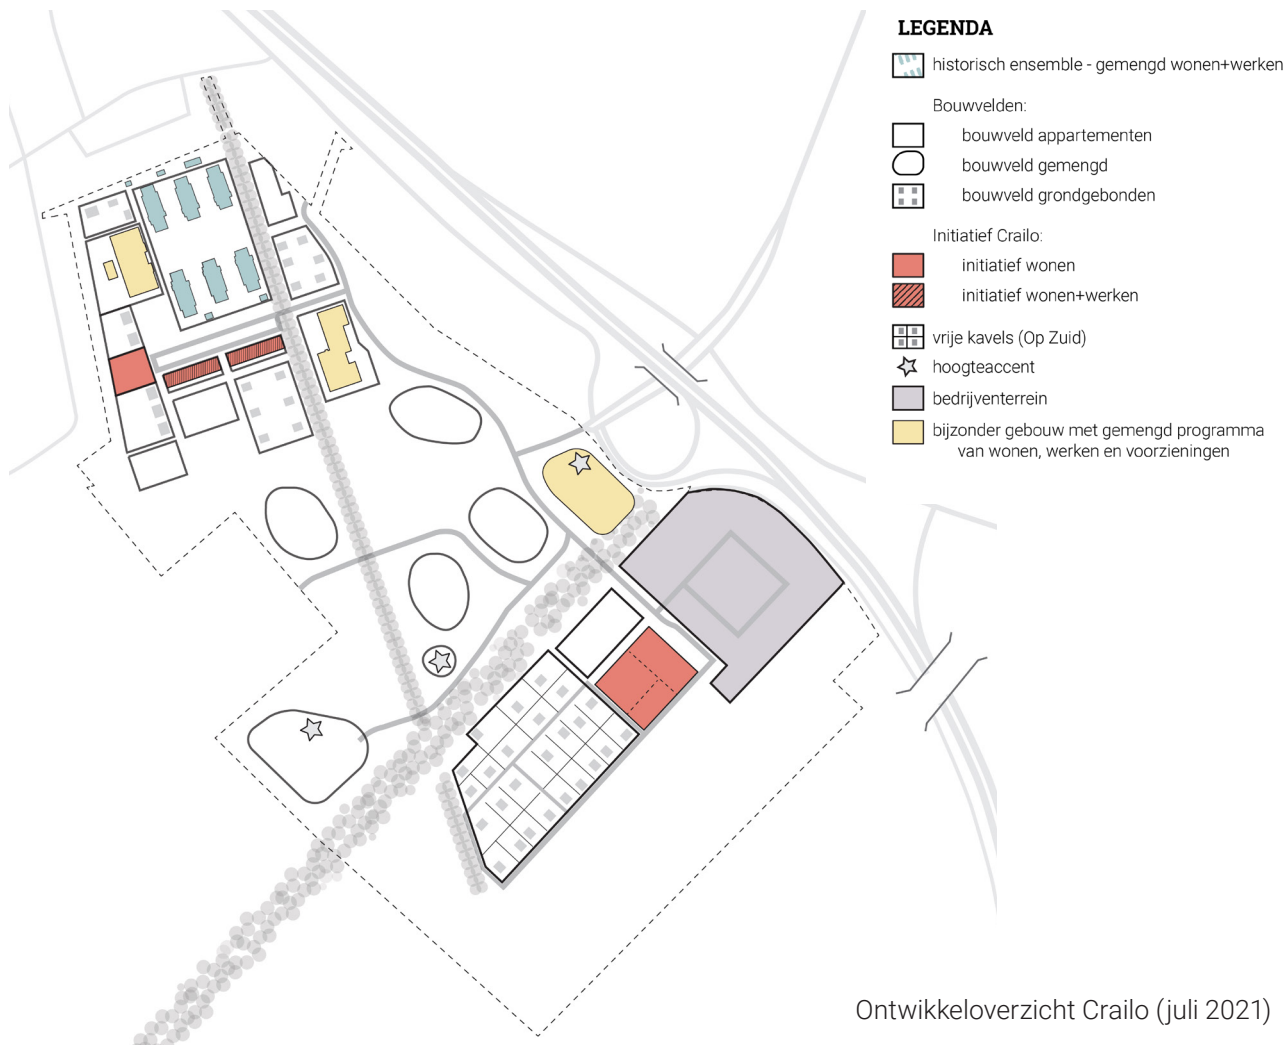 LEGENDA
historisch ensemble - gemengd wonen+werken
Bouwvelden:
bouwveld appartementen
bouwveld gemengd
bouwveld grondgebonden
Initiatief Crailo:
initiatief wonen
initiatief wonen+werken
vrije kavels (Op Zuid)
hoogteaccent
bedrijventerrein
bijzonder gebouw met gemengd programma
van wonen, werken en voorzieningen
Ontwikkeloverzicht Crailo (juli 2021)